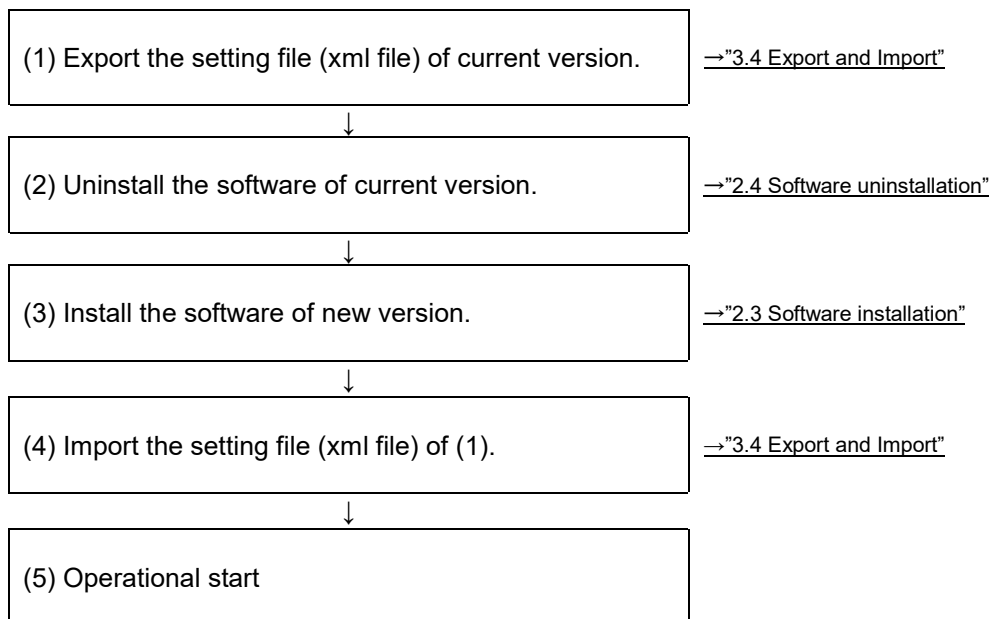 (1) Export the setting file (xml file) of current version.
→”3.4 Export and Import”
↓
(2) Uninstall the software of current version.
→”2.4 Software uninstallation”
↓
(3) Install the software of new version.
→”2.3 Software installation”
↓
(4) Import the setting file (xml file) of (1).
→”3.4 Export and Import”
↓
(5) Operational start